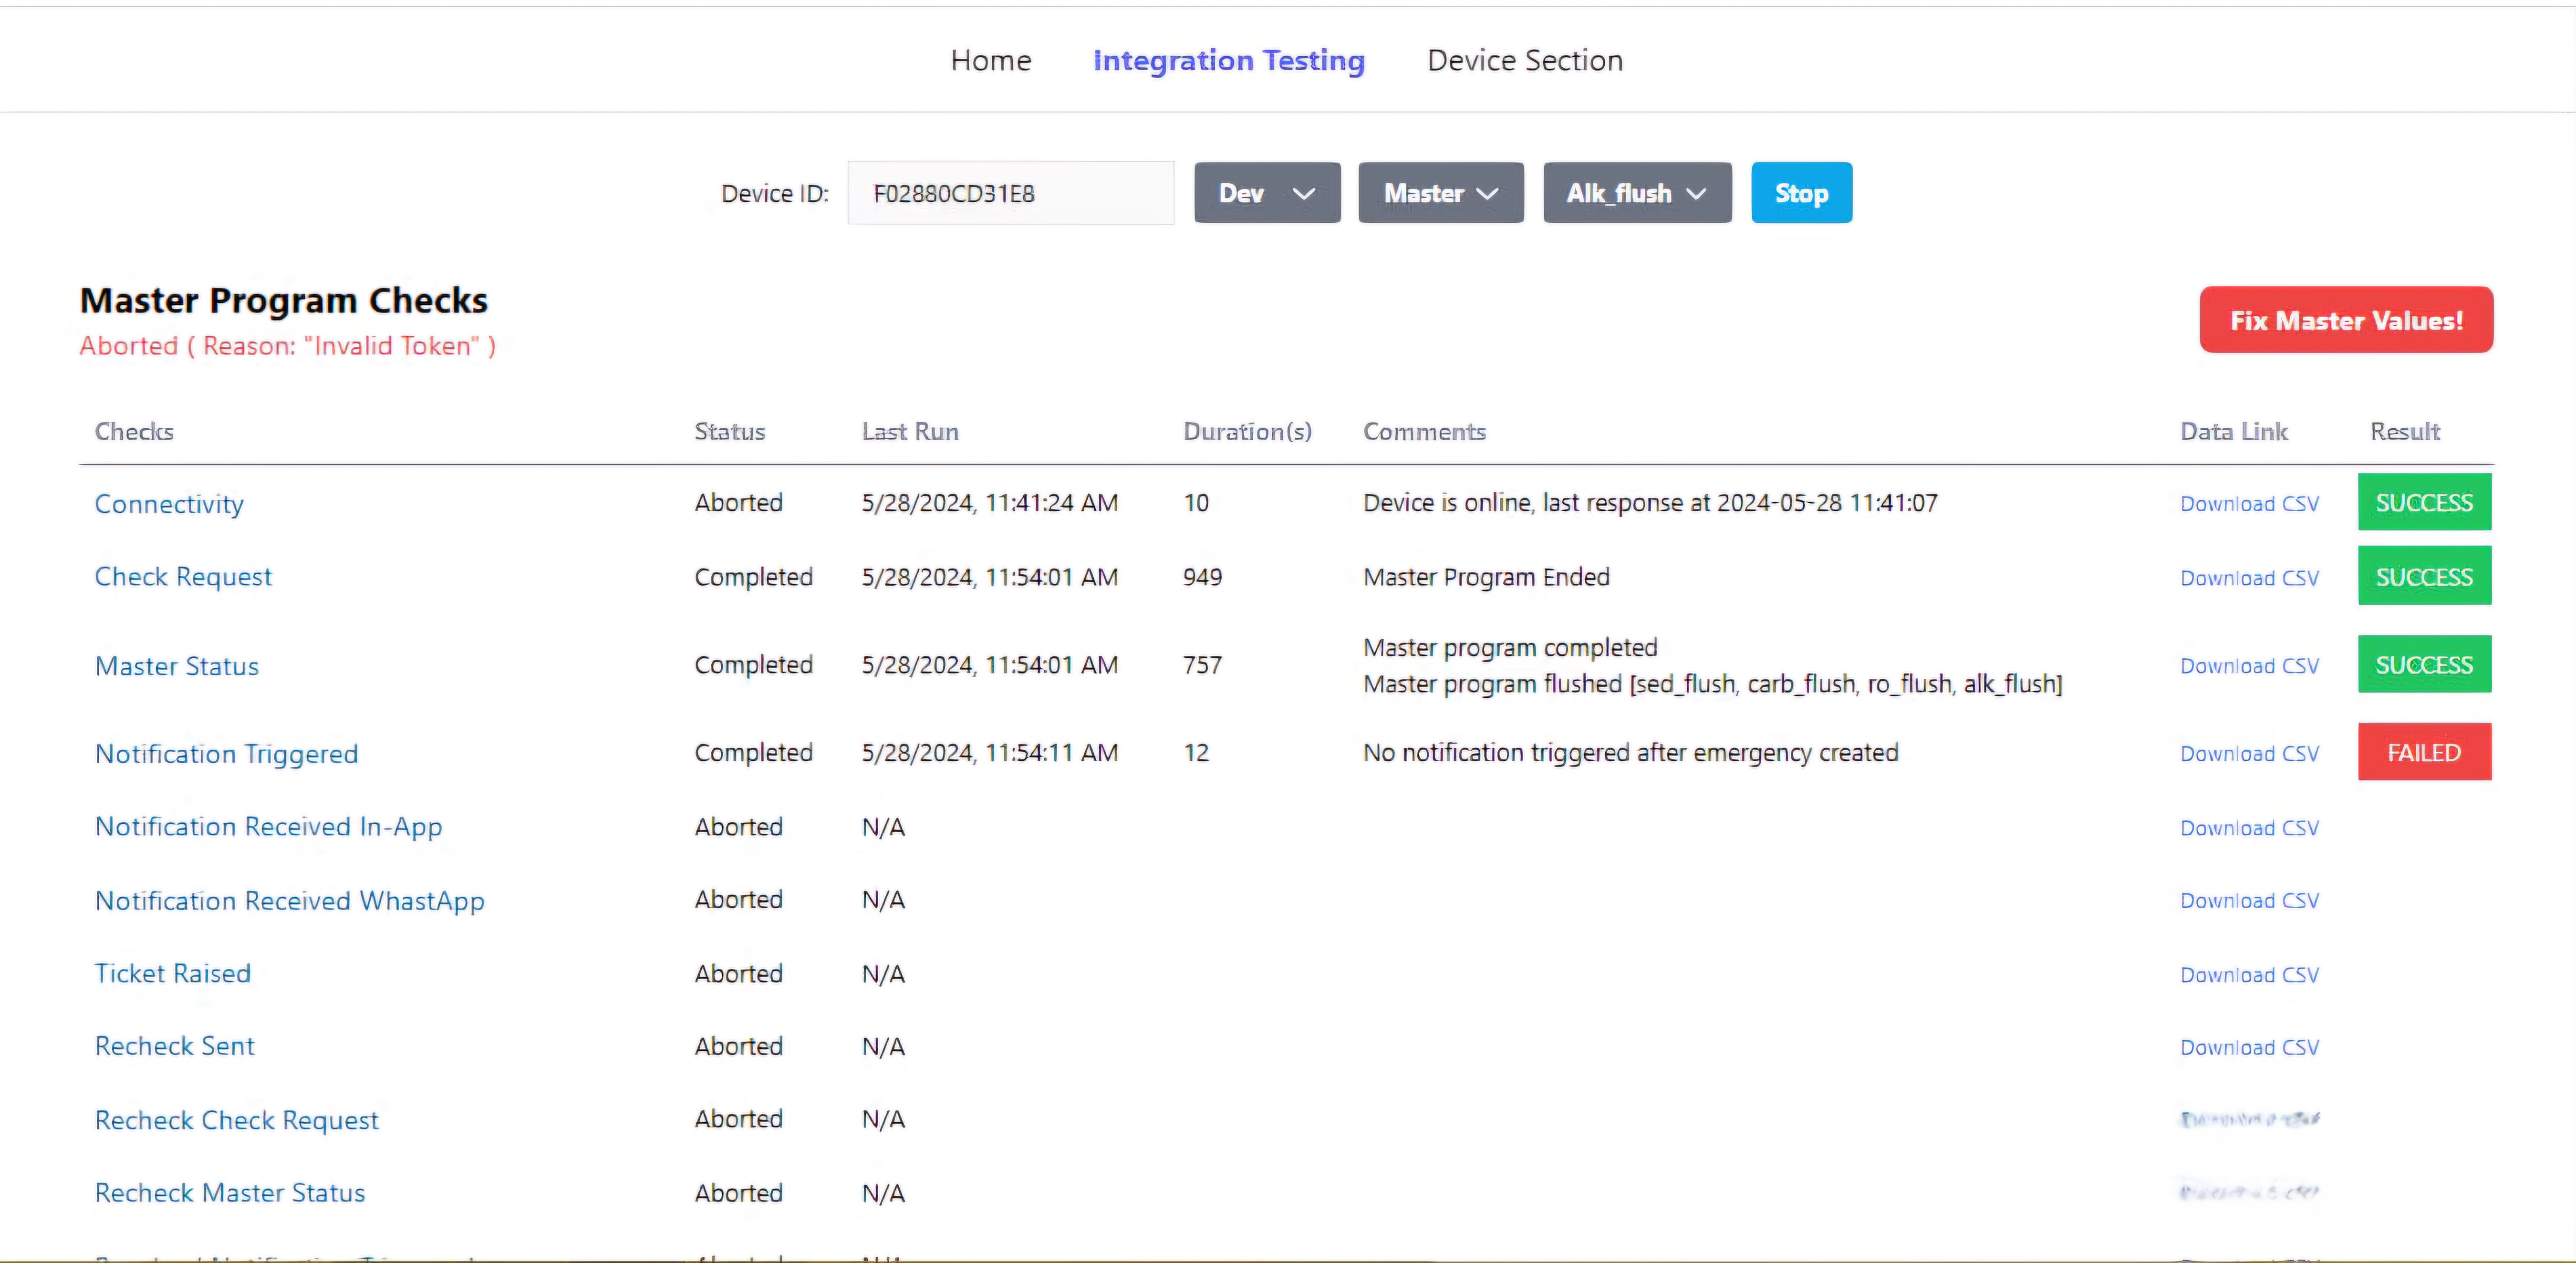 Home Integration Testing Device Section
Device ID: F02880CD31E8 Dev Master Alk_flush Stop
Master Program Checks
Aborted ( Reason: "Invalid Token" )
Fix Master Values!
Checks Status Last Run Duration(s) Comments Data Link Result
Connectivity Aborted 5/28/2024, 11:41:24 AM 10 Device is online, last response at 2024-05-28 11:41:07 Download CSV SUCCESS
Check Request Completed 5/28/2024, 11:54:01 AM 949 Master Program Ended Download CSV SUCCESS
Master Status Completed 5/28/2024, 11:54:01 AM 757 Master program completed
Master program flushed [sed_flush, carb_flush, ro_flush, alk_flush] Download CSV SUCCESS
Notification Triggered Completed 5/28/2024, 11:54:11 AM 12 No notification triggered after emergency created Download CSV FAILED
Notification Received In-App Aborted N/A Download CSV
Notification Received WhastApp Aborted N/A Download CSV
Ticket Raised Aborted N/A Download CSV
Recheck Sent Aborted N/A Download CSV
Recheck Check Request Aborted N/A
Recheck Master Status Aborted N/A